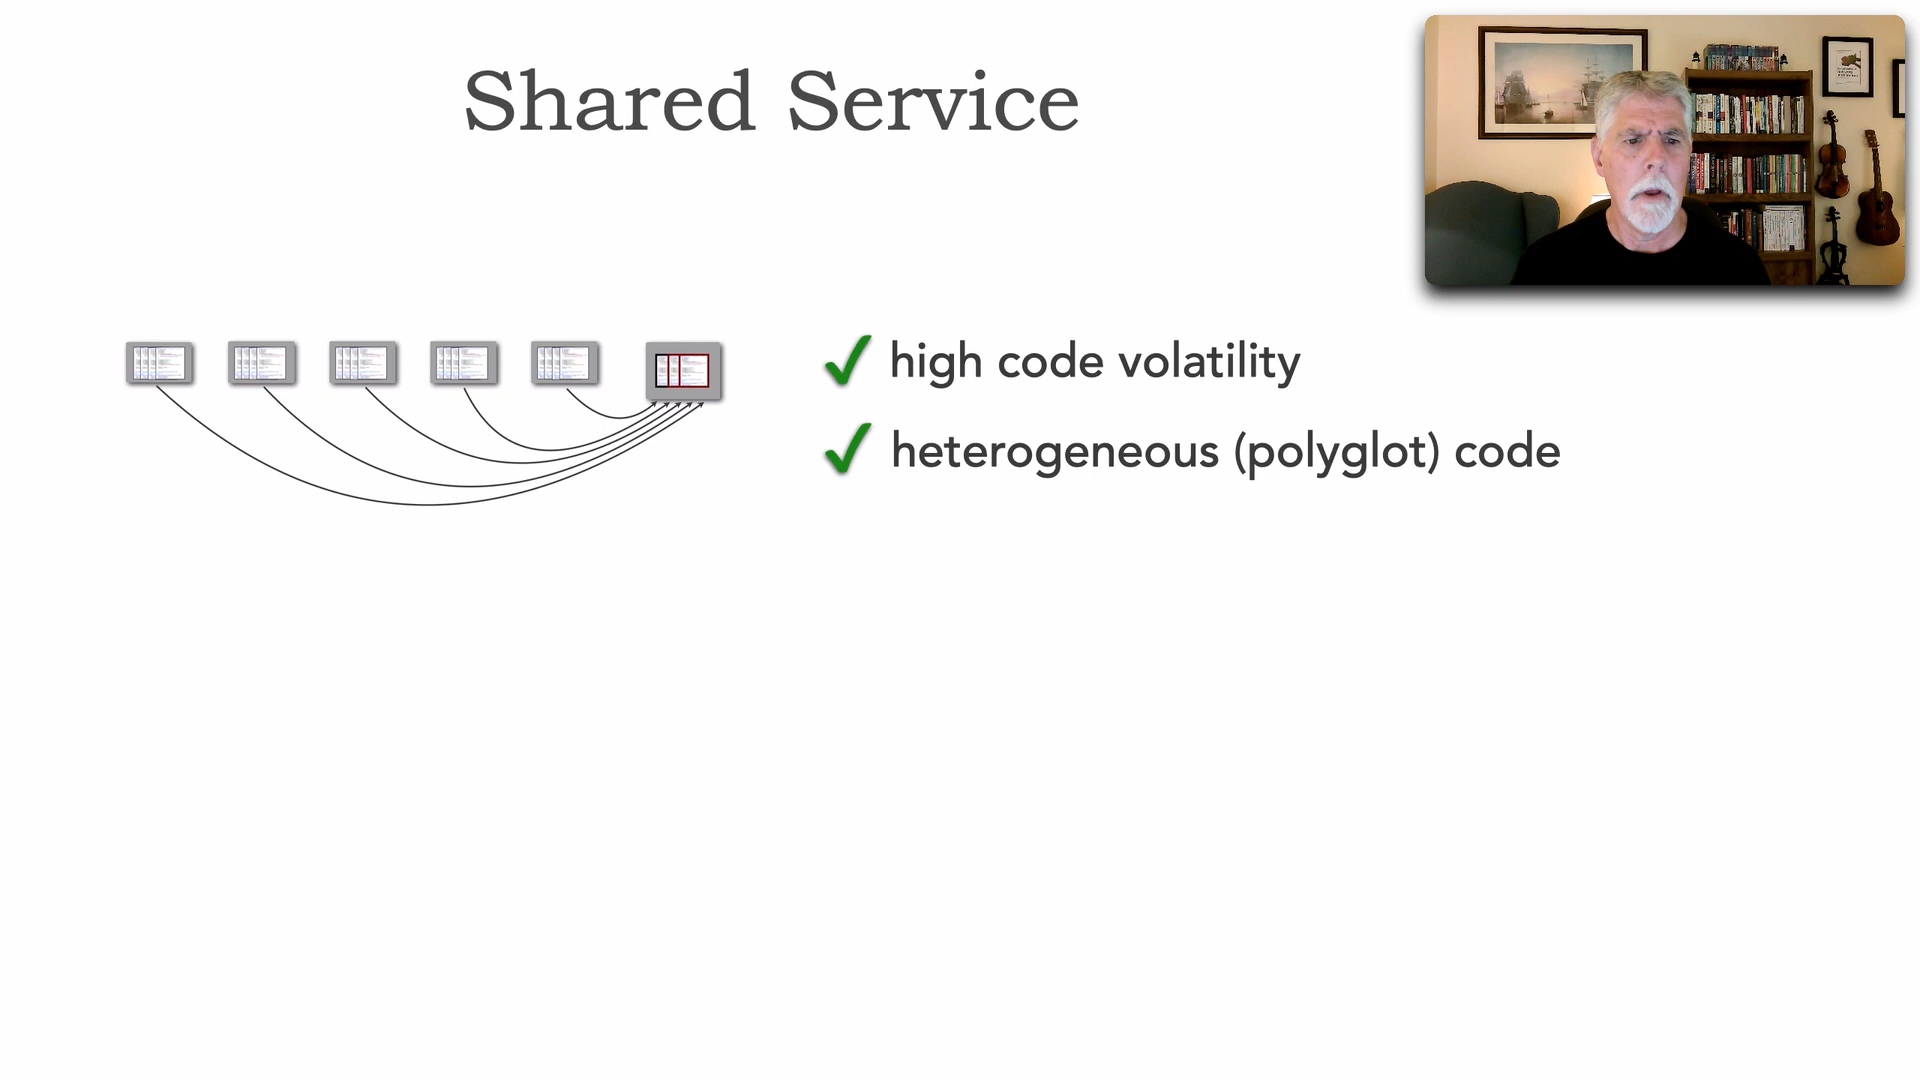 Shared Service
high code volatility
heterogeneous (polyglot) code